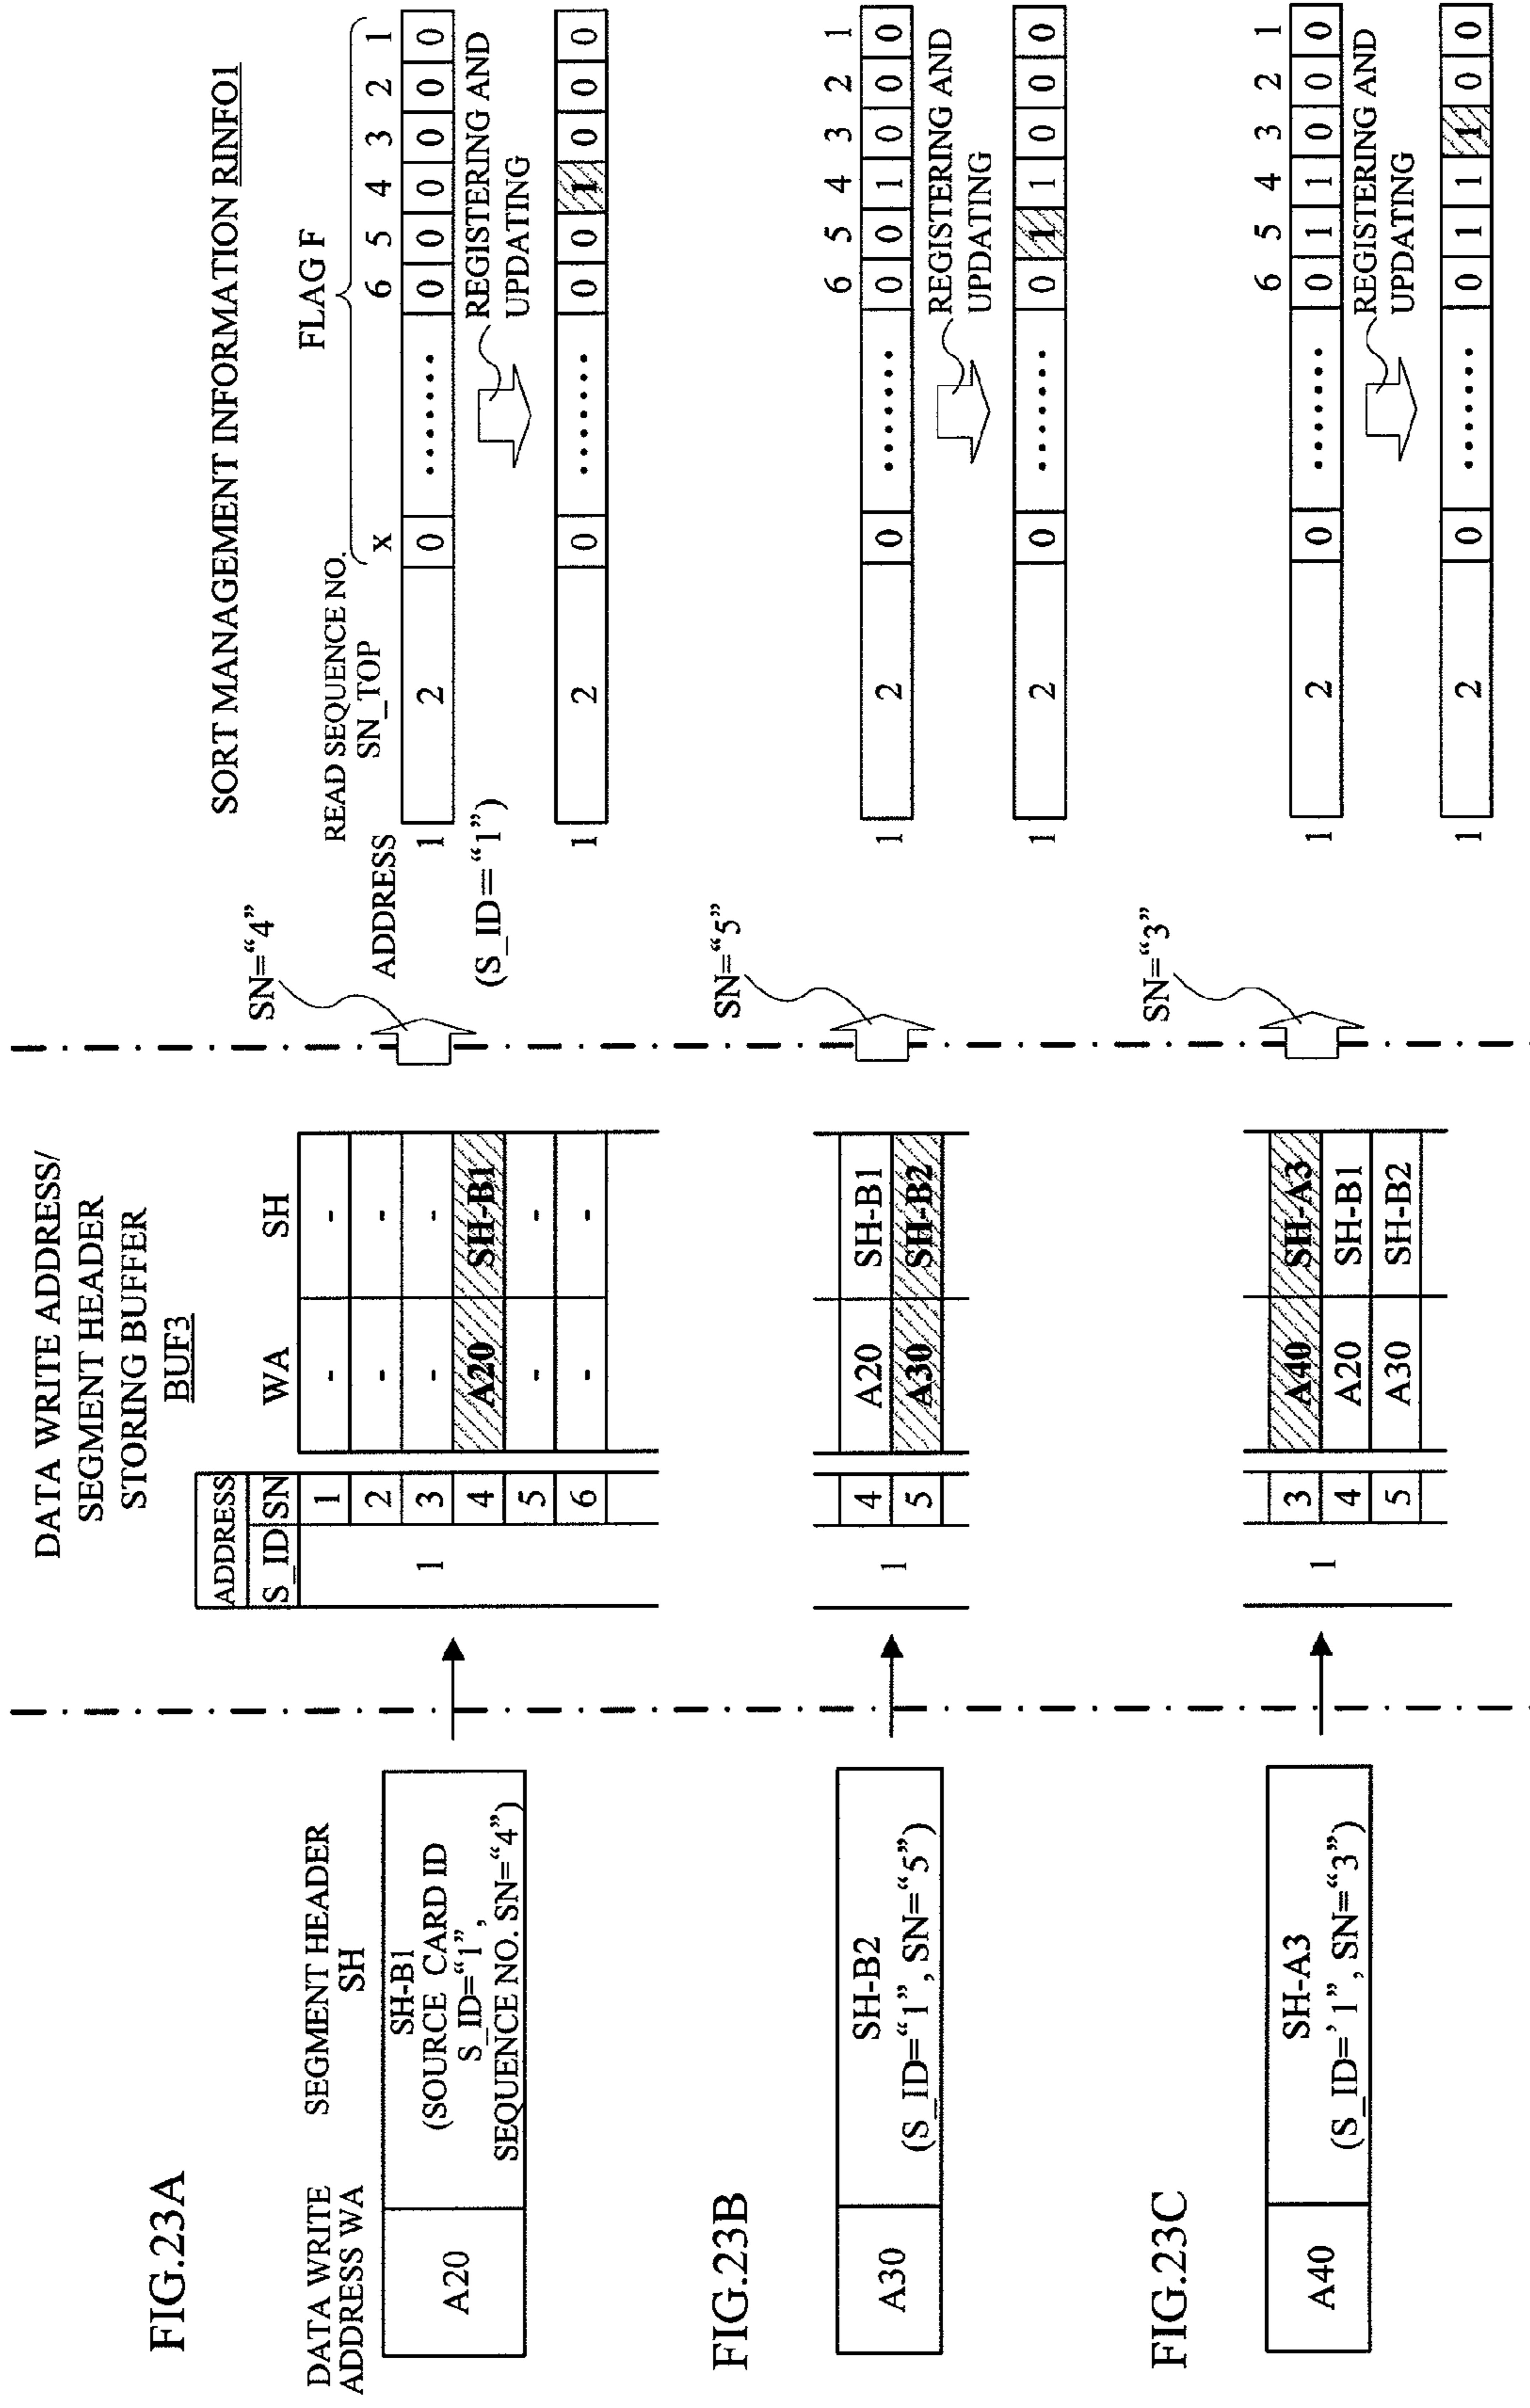 FIG.23A
DATA WRITE
ADDRESS WA
SEGMENT HEADER
SH
A20
SH-B1
(SOURCE CARD ID
S_ID=“1”,
SEQUENCE NO. SN=“4”)
DATA WRITE ADDRESS/
SEGMENT HEADER
STORING BUFFER
BUF3
ADDRESS
S_ID SN WA SH
1
1 - -
2 - -
3 - -
4 A20 SH-B1
5 - -
6 - -
SN=“4”
SORT MANAGEMENT INFORMATION RINFO1
FLAG F
READ SEQUENCE NO.
SN_TOP
ADDRESS
x 6 5 4 3 2 1
1 2 0 ....... 0 0 0 0 0 0
(S_ID=“1”)
REGISTERING AND
UPDATING
1 2 0 ....... 0 0 1 0 0 0
FIG.23B
A30
SH-B2
(S_ID=“1”, SN=“5”)
1
4 A20 SH-B1
5 A30 SH-B2
SN=“5”
6 5 4 3 2 1
1 2 0 ....... 0 0 1 0 0 0
REGISTERING AND
UPDATING
1 2 0 ....... 0 1 1 0 0 0
FIG.23C
A40
SH-A3
(S_ID=’1”, SN=“3”)
1
3 A40 SH-A3
4 A20 SH-B1
5 A30 SH-B2
SN=“3”
6 5 4 3 2 1
1 2 0 ....... 0 1 1 0 0 0
REGISTERING AND
UPDATING
1 2 0 ....... 0 1 1 1 0 0